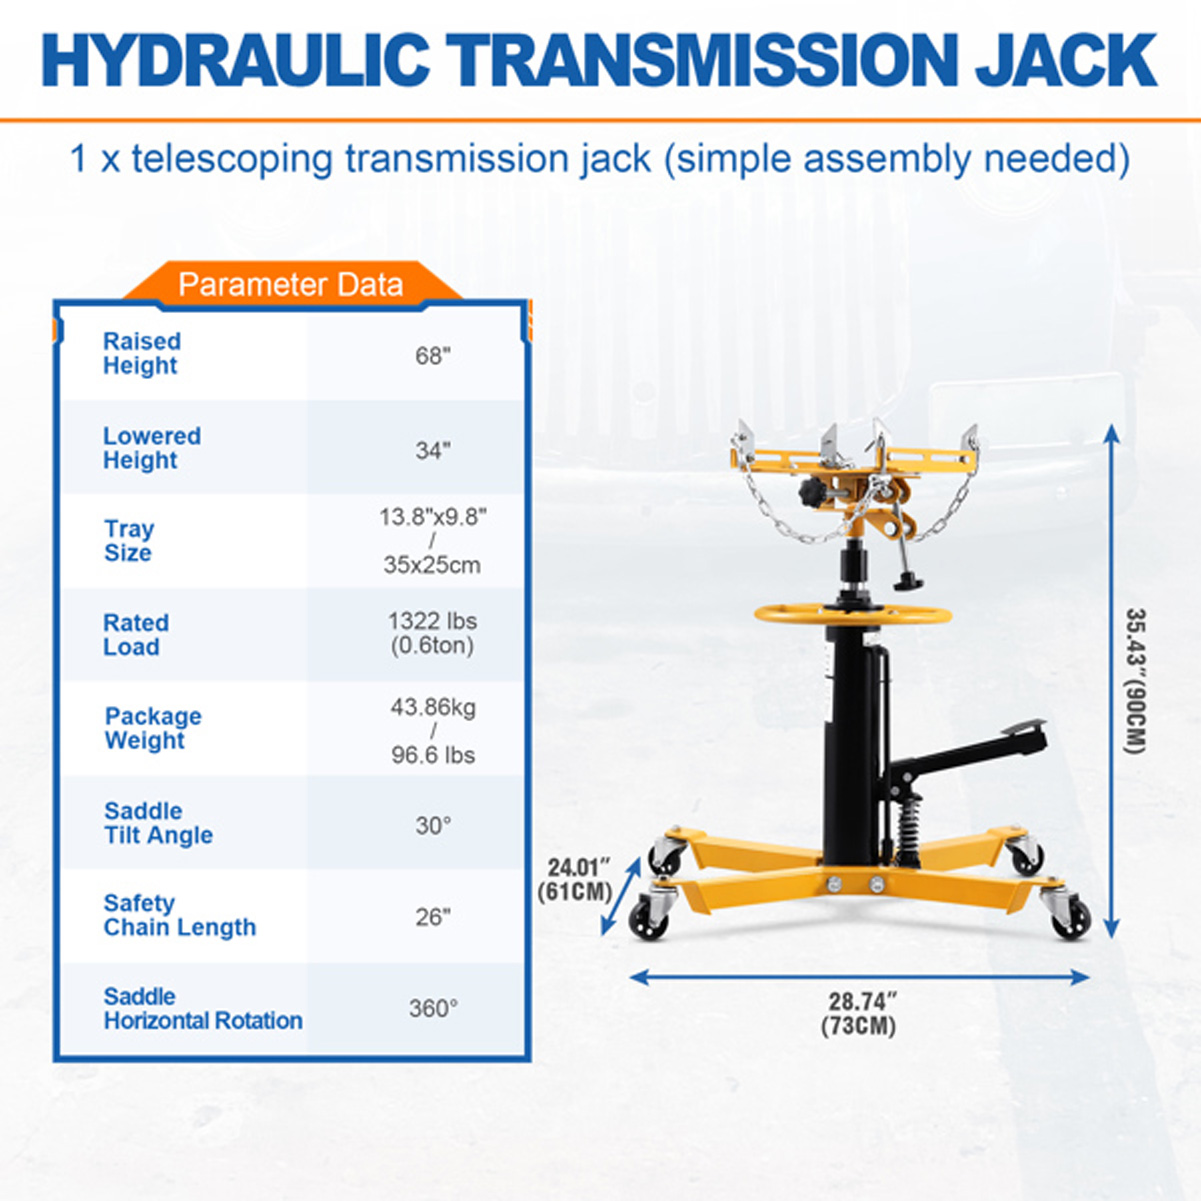 HYDRAULIC TRANSMISSION JACK
1 x telescoping transmission jack (simple assembly needed)
Parameter Data
Raised
Height
68"
Lowered
Height
34"
Tray
Size
13.8"x9.8"
/
35x25cm
Rated
Load
1322 lbs
(0.6ton)
Package
Weight
43.86kg
/
96.6 lbs
Saddle
Tilt Angle
30°
Safety
Chain Length
26"
Saddle
Horizontal Rotation
360°
35.43"(90CM)
24.01"
(61CM)
28.74"
(73CM)